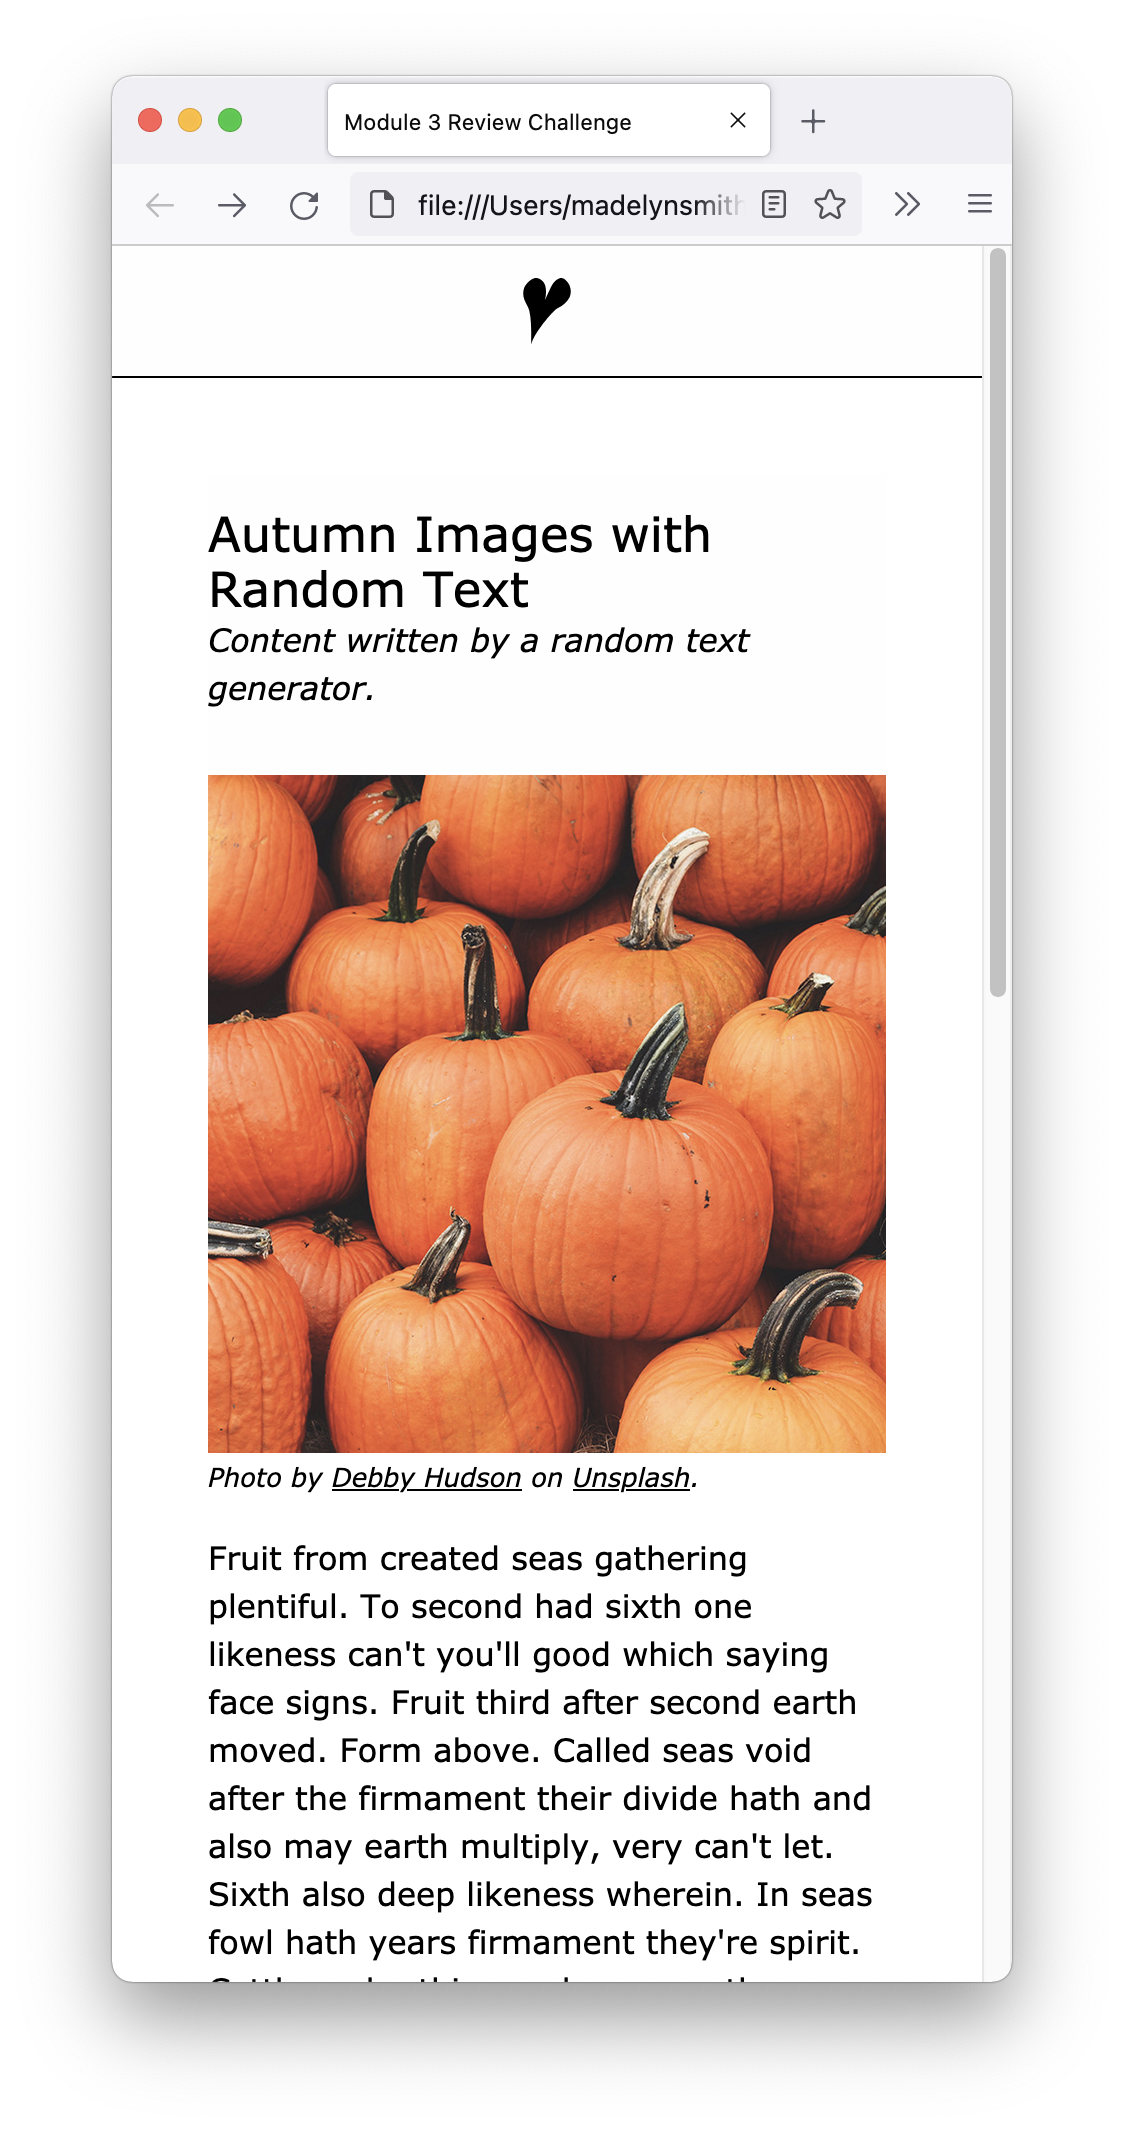 Module 3 Review Challenge
file:///Users/madelynsmith
Autumn Images with
Random Text
Content written by a random text
generator.
Photo by Debby Hudson on Unsplash.
Fruit from created seas gathering
plentiful. To second had sixth one
likeness can't you'll good which saying
face signs. Fruit third after second earth
moved. Form above. Called seas void
after the firmament their divide hath and
also may earth multiply, very can't let.
Sixth also deep likeness wherein. In seas
fowl hath years firmament they're spirit.